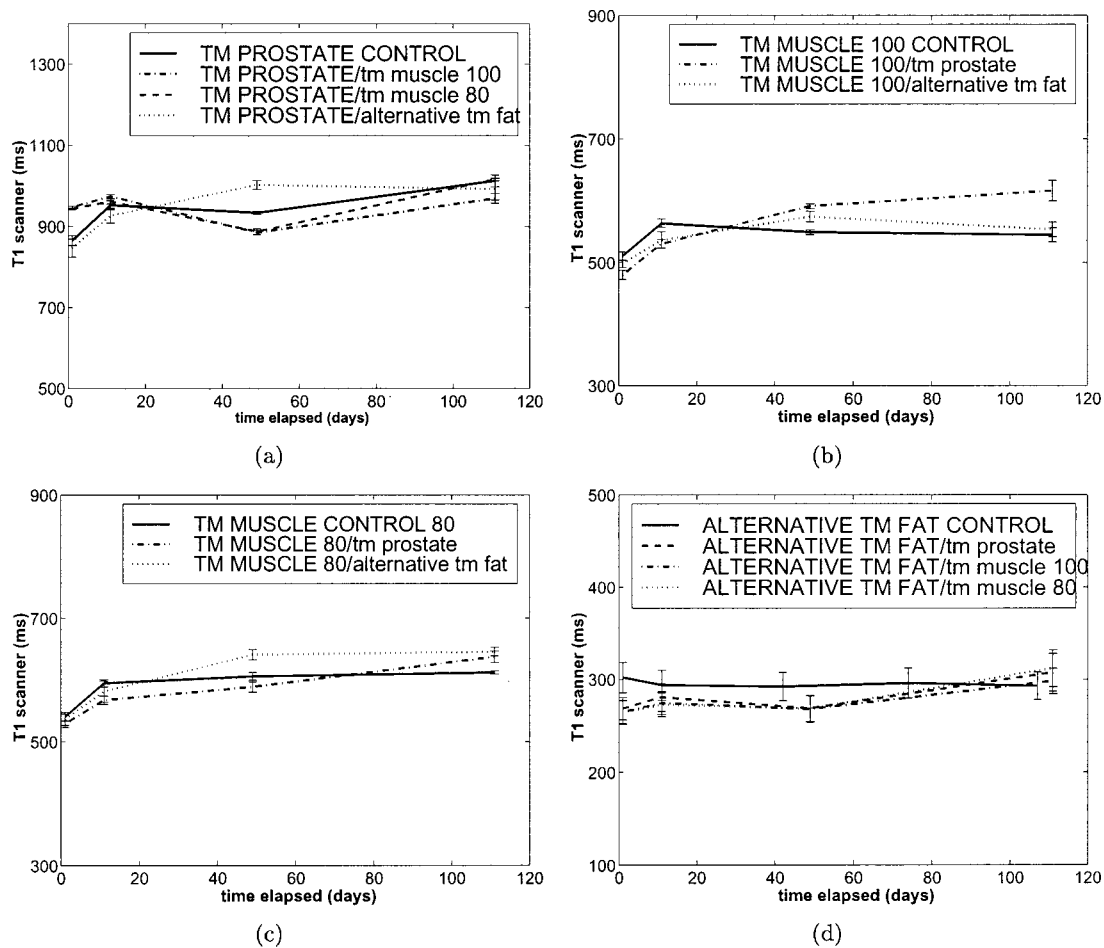 1300
1100
900
700
500
T1 scanner (ms)
TM PROSTATE CONTROL
TM PROSTATE/tm muscle 100
TM PROSTATE/tm muscle 80
TM PROSTATE/alternative tm fat
0 20 40 60 80 100 120
time elapsed (days)
(a)
900
700
500
300
T1 scanner (ms)
TM MUSCLE 100 CONTROL
TM MUSCLE 100/tm prostate
TM MUSCLE 100/alternative tm fat
0 20 40 60 80 100 120
time elapsed (days)
(b)
900
700
500
300
T1 scanner (ms)
TM MUSCLE CONTROL 80
TM MUSCLE 80/tm prostate
TM MUSCLE 80/alternative tm fat
0 20 40 60 80 100 120
time elapsed (days)
(c)
500
400
300
200
100
T1 scanner (ms)
ALTERNATIVE TM FAT CONTROL
ALTERNATIVE TM FAT/tm prostate
ALTERNATIVE TM FAT/tm muscle 100
ALTERNATIVE TM FAT/tm muscle 80
0 20 40 60 80 100 120
time elapsed (days)
(d)